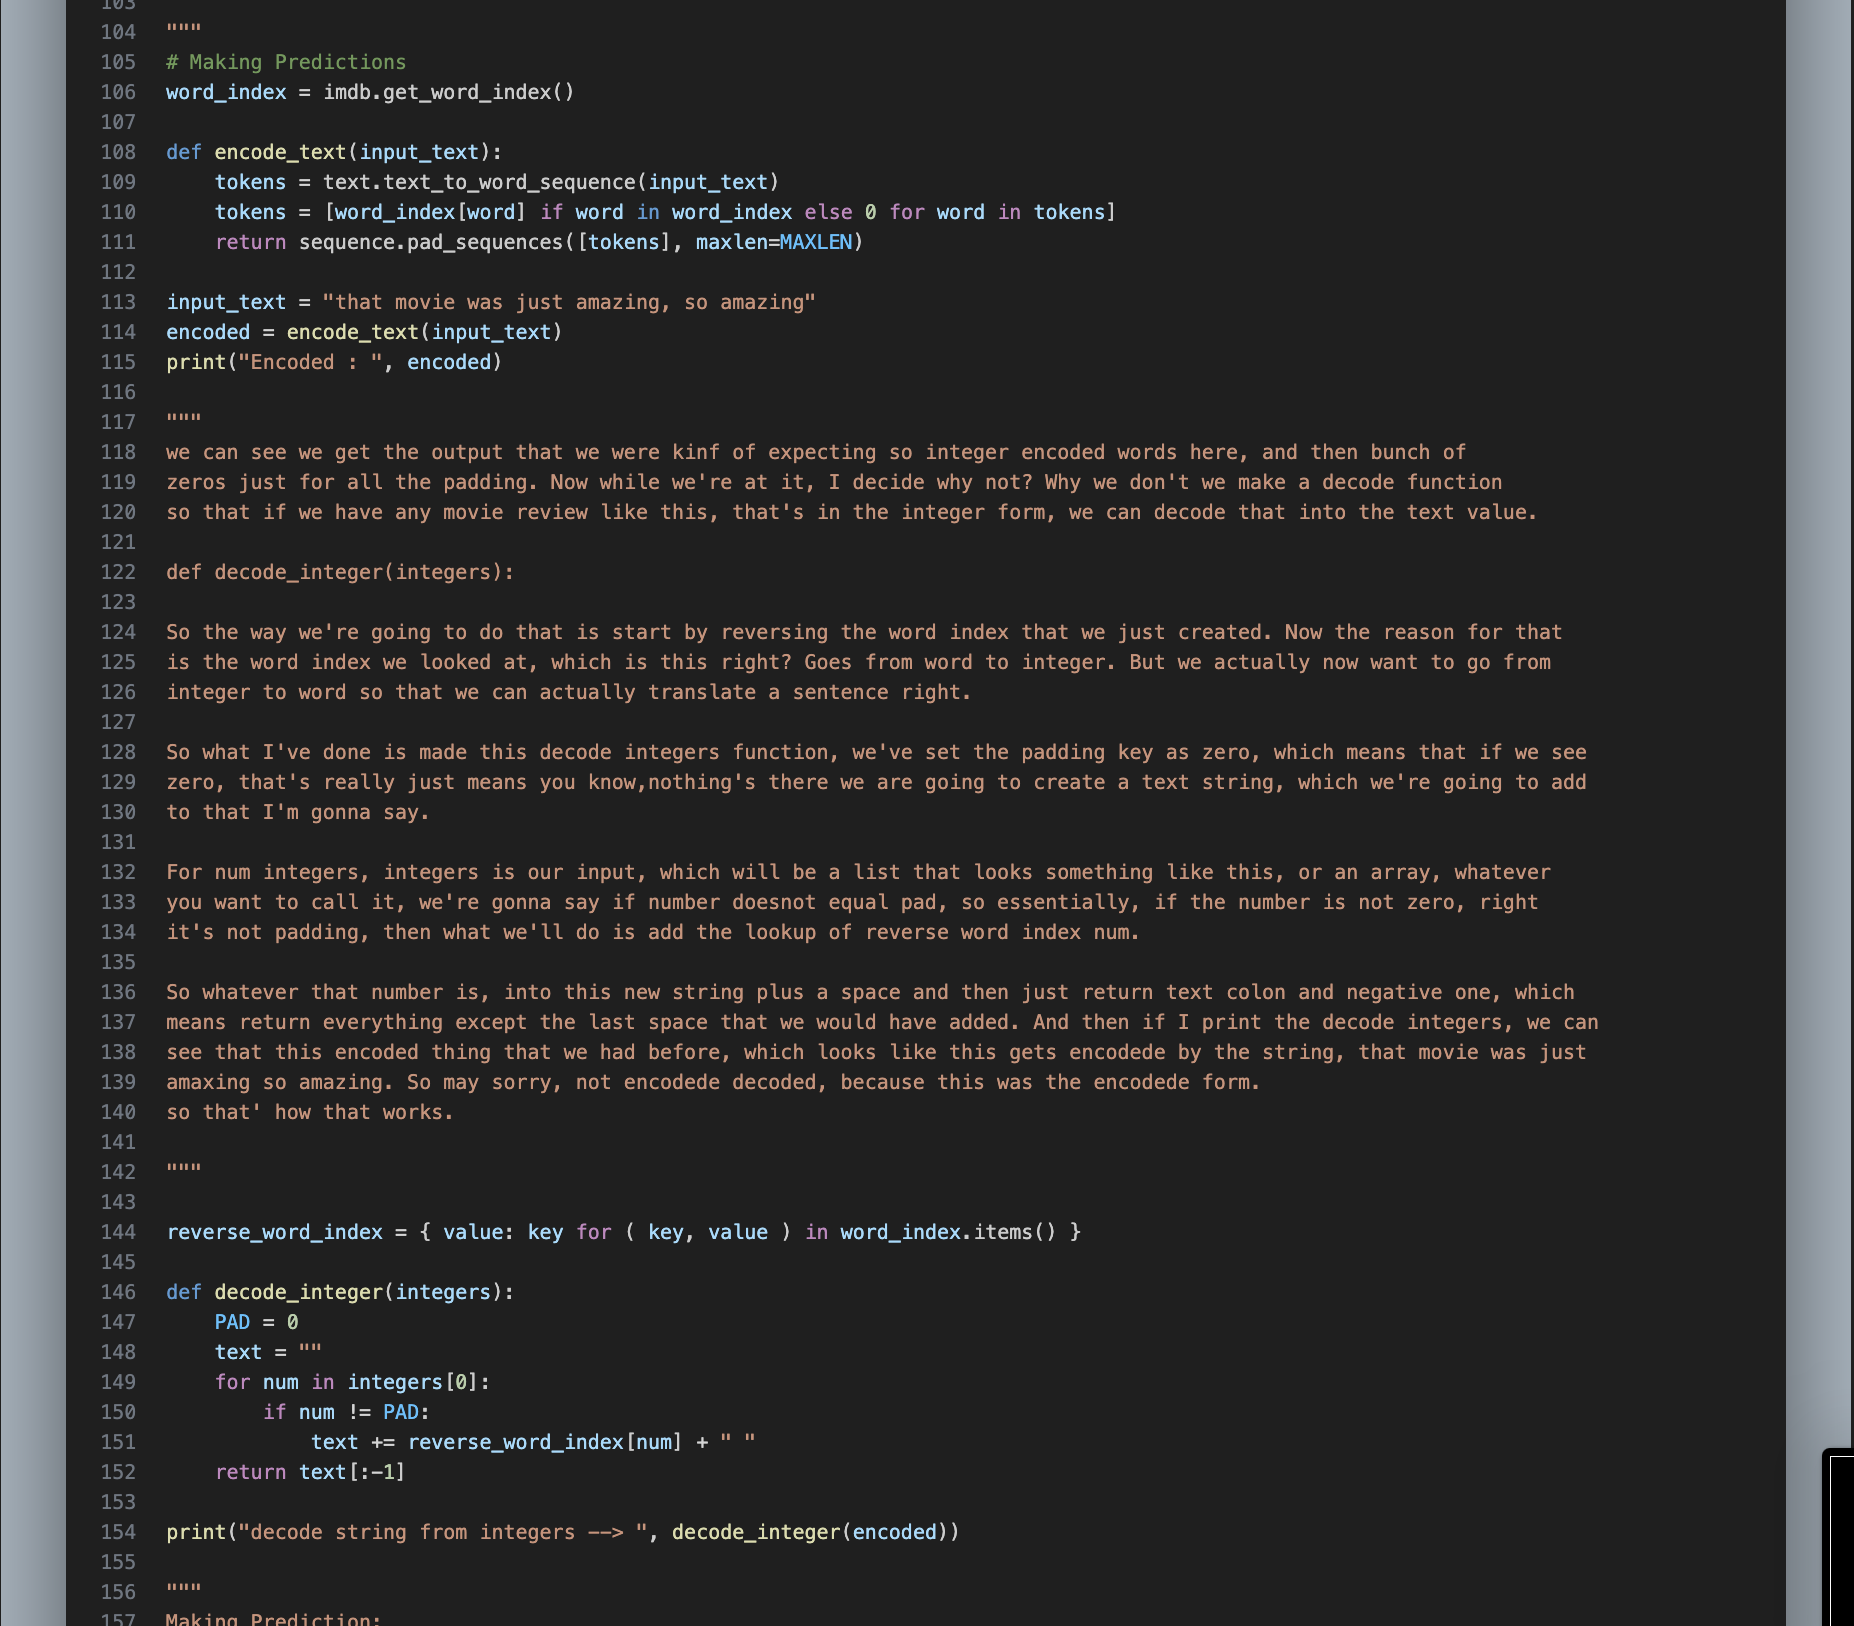 103
104 """
105 # Making Predictions
106 word_index = imdb.get_word_index()
107
108 def encode_text(input_text):
109     tokens = text.text_to_word_sequence(input_text)
110     tokens = [word_index[word] if word in word_index else 0 for word in tokens]
111     return sequence.pad_sequences([tokens], maxlen=MAXLEN)
112
113 input_text = "that movie was just amazing, so amazing"
114 encoded = encode_text(input_text)
115 print("Encoded : ", encoded)
116
117 """
118 we can see we get the output that we were kinf of expecting so integer encoded words here, and then bunch of
119 zeros just for all the padding. Now while we're at it, I decide why not? Why we don't we make a decode function
120 so that if we have any movie review like this, that's in the integer form, we can decode that into the text value.
121
122 def decode_integer(integers):
123
124 So the way we're going to do that is start by reversing the word index that we just created. Now the reason for that
125 is the word index we looked at, which is this right? Goes from word to integer. But we actually now want to go from
126 integer to word so that we can actually translate a sentence right.
127
128 So what I've done is made this decode integers function, we've set the padding key as zero, which means that if we see
129 zero, that's really just means you know,nothing's there we are going to create a text string, which we're going to add
130 to that I'm gonna say.
131
132 For num integers, integers is our input, which will be a list that looks something like this, or an array, whatever
133 you want to call it, we're gonna say if number doesnot equal pad, so essentially, if the number is not zero, right
134 it's not padding, then what we'll do is add the lookup of reverse word index num.
135
136 So whatever that number is, into this new string plus a space and then just return text colon and negative one, which
137 means return everything except the last space that we would have added. And then if I print the decode integers, we can
138 see that this encoded thing that we had before, which looks like this gets encodede by the string, that movie was just
139 amaxing so amazing. So may sorry, not encodede decoded, because this was the encodede form.
140 so that' how that works.
141
142 """
143
144 reverse_word_index = { value: key for ( key, value ) in word_index.items() }
145
146 def decode_integer(integers):
147     PAD = 0
148     text = ""
149     for num in integers[0]:
150         if num != PAD:
151             text += reverse_word_index[num] + " "
152     return text[:-1]
153
154 print("decode string from integers --> ", decode_integer(encoded))
155
156 """
157 Making Prediction: